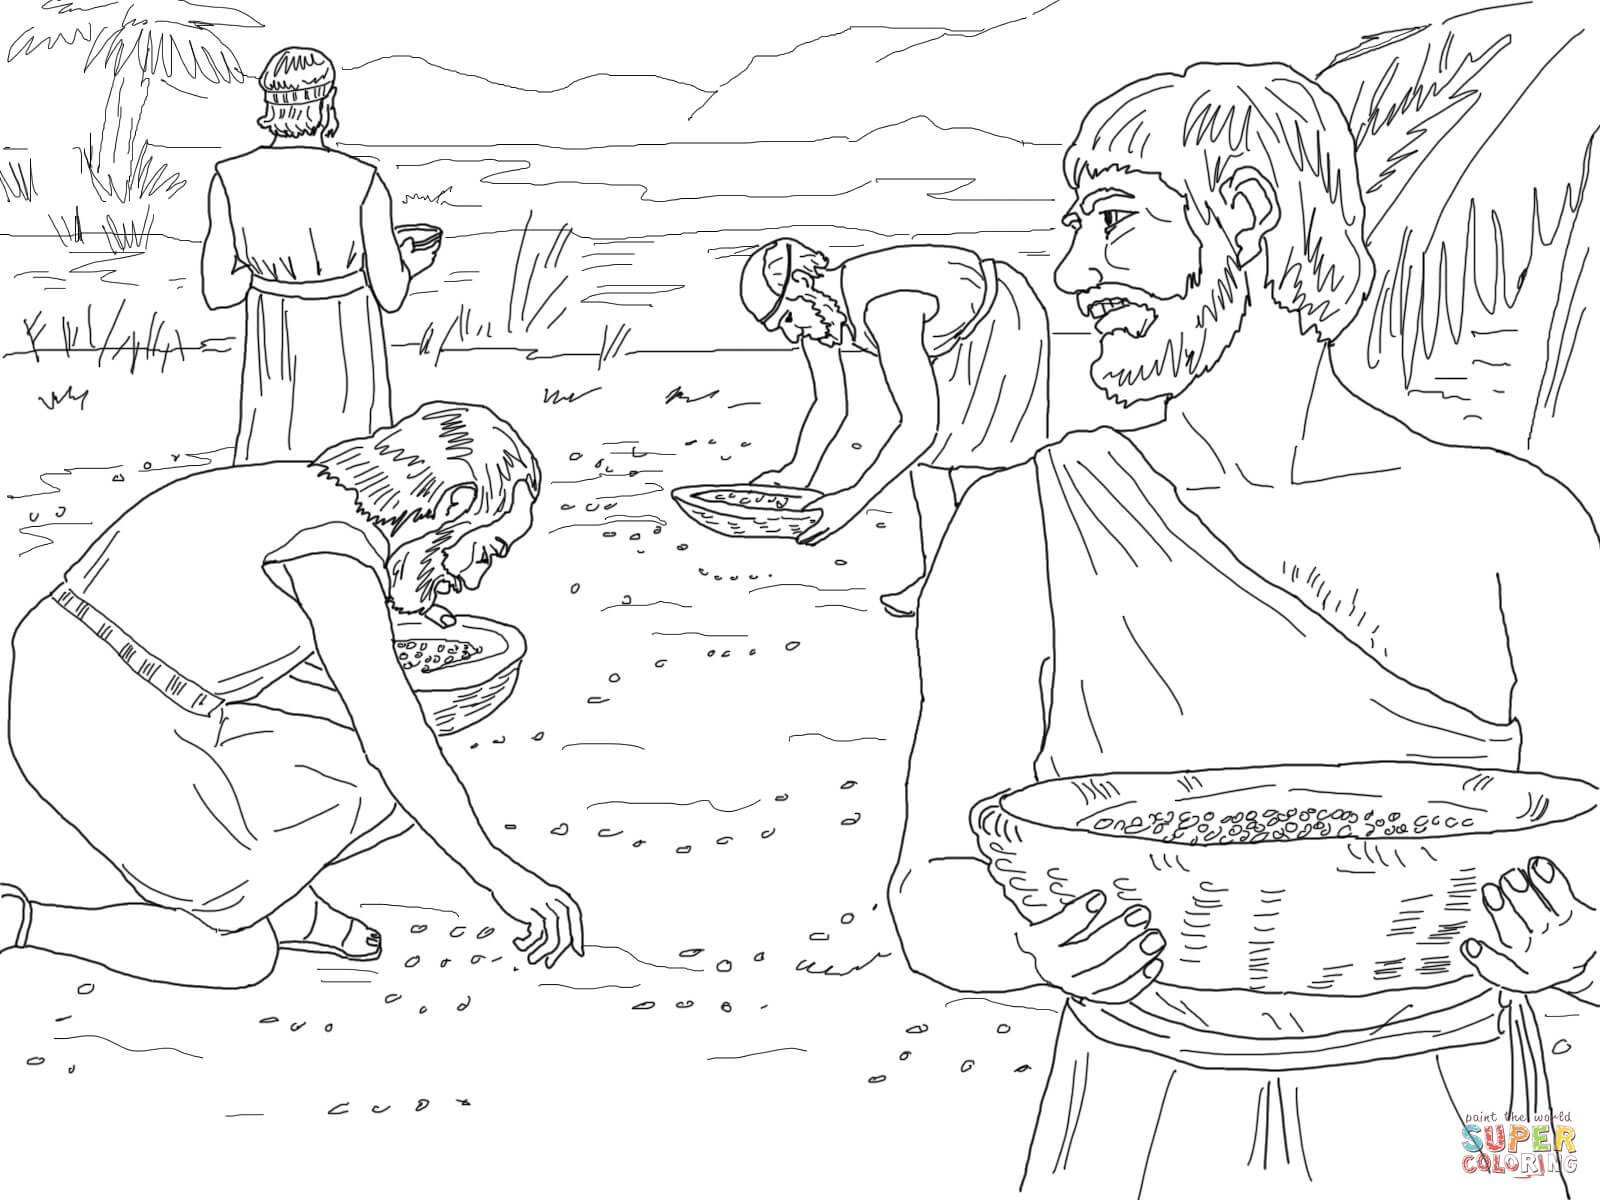 paint the world
SUPER
COLORING